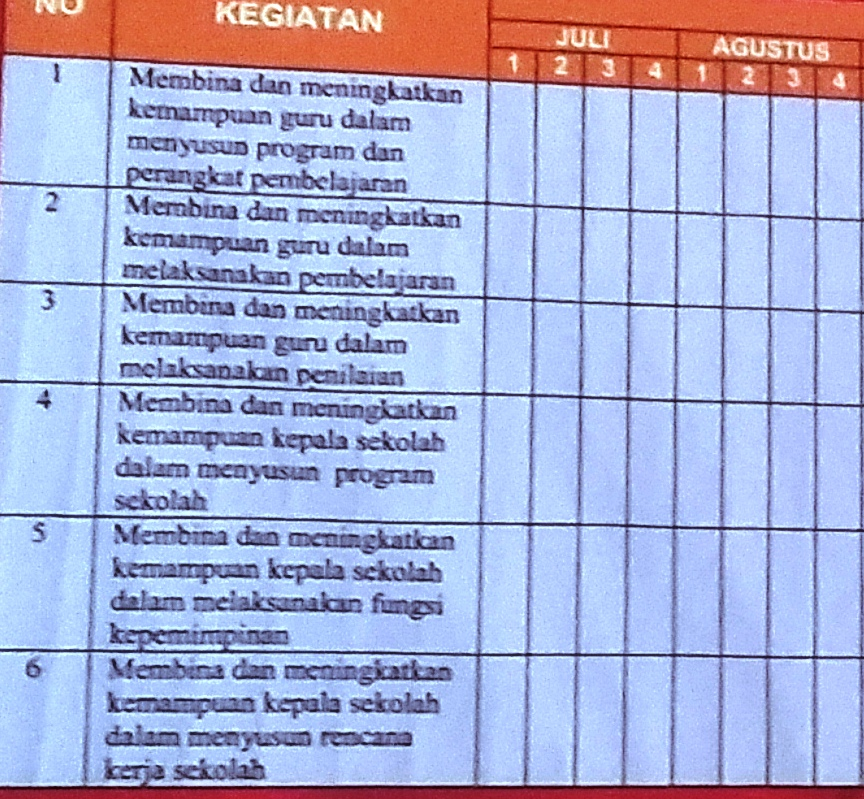 NO KEGIATAN
JULI AGUSTUS
1 2 3 4 1 2 3 4
1 Membina dan meningkatkan
kemampuan guru dalam
menyusun program dan
perangkat pembelajaran
2 Membina dan meningkatkan
kemampuan guru dalam
melaksanakan pembelajaran
3 Membina dan meningkatkan
kemampuan guru dalam
melaksanakan penilaian
4 Membina dan meningkatkan
kemampuan kepala sekolah
dalam menyusun program
sekolah
5 Membina dan meningkatkan
kemampuan kepala sekolah
dalam melaksanakan fungsi
kepemimpinan
6 Membina dan meningkatkan
kemampuan kepala sekolah
dalam menyusun rencana
kerja sekolah